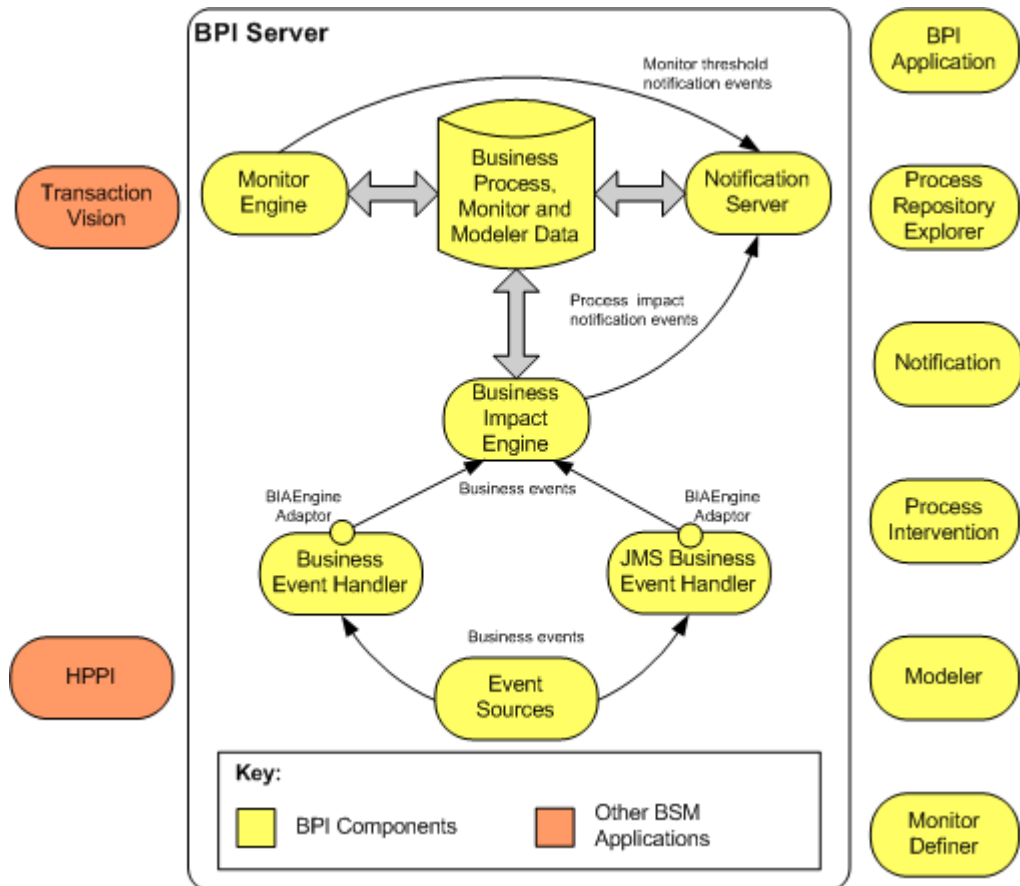 BPI Server
Monitor threshold
notification events
BPI
Application
Monitor
Engine
Business
Process,
Monitor and
Modeler Data
Notification
Server
Transaction
Vision
Process
Repository
Explorer
Process impact
notification events
Notification
Business
Impact
Engine
BIAEngine
Adaptor
Business events
BIAEngine
Adaptor
Business
Event Handler
JMS Business
Event Handler
Process
Intervention
Business events
HPPI
Event
Sources
Modeler
Key:
BPI Components
Other BSM
Applications
Monitor
Definer